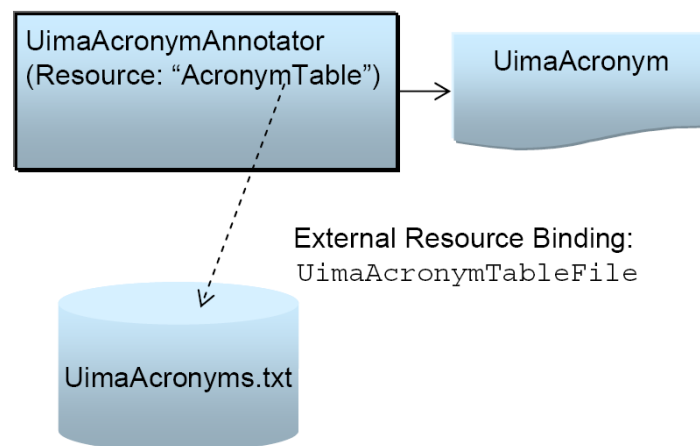 UimaAcronymAnnotator
(Resource: “AcronymTable”)
UimaAcronym
External Resource Binding:
UimaAcronymTableFile
UimaAcronyms.txt